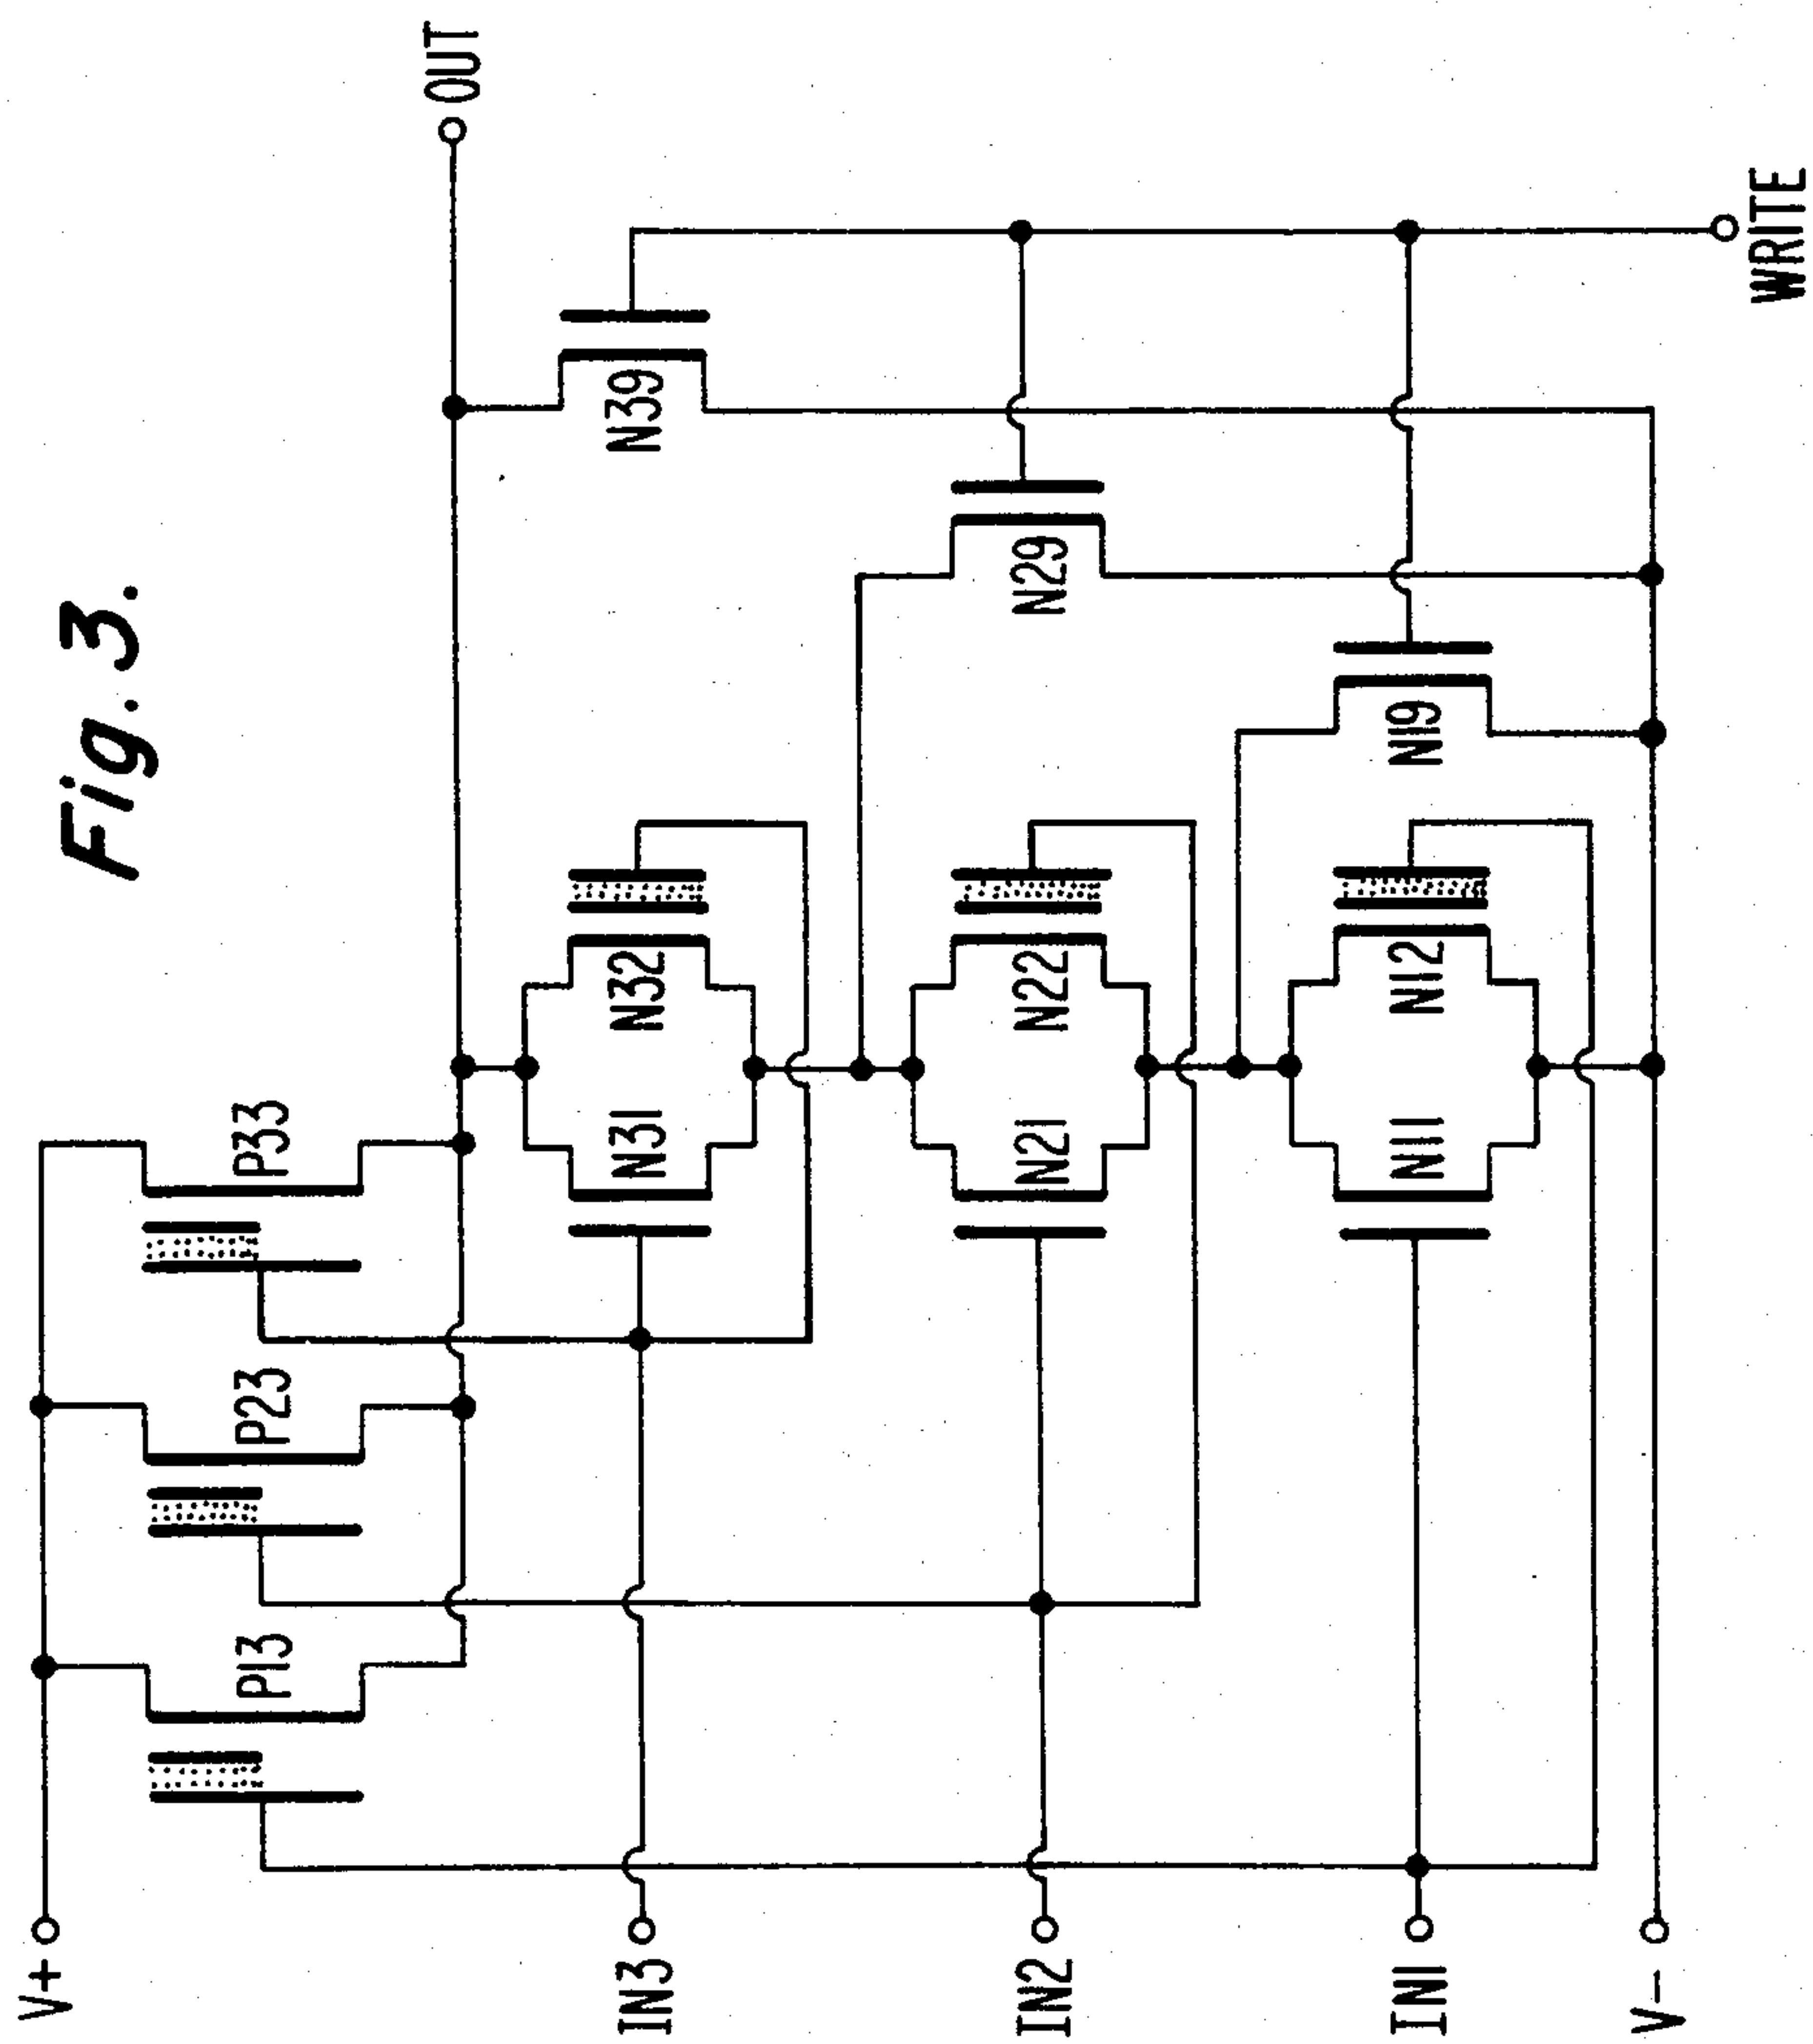 Fig. 3.
V+
P13
P23
P33
OUT
IN3
N31
N32
N39
IN2
N21
N22
N29
IN1
N11
N12
N19
V-
WRITE